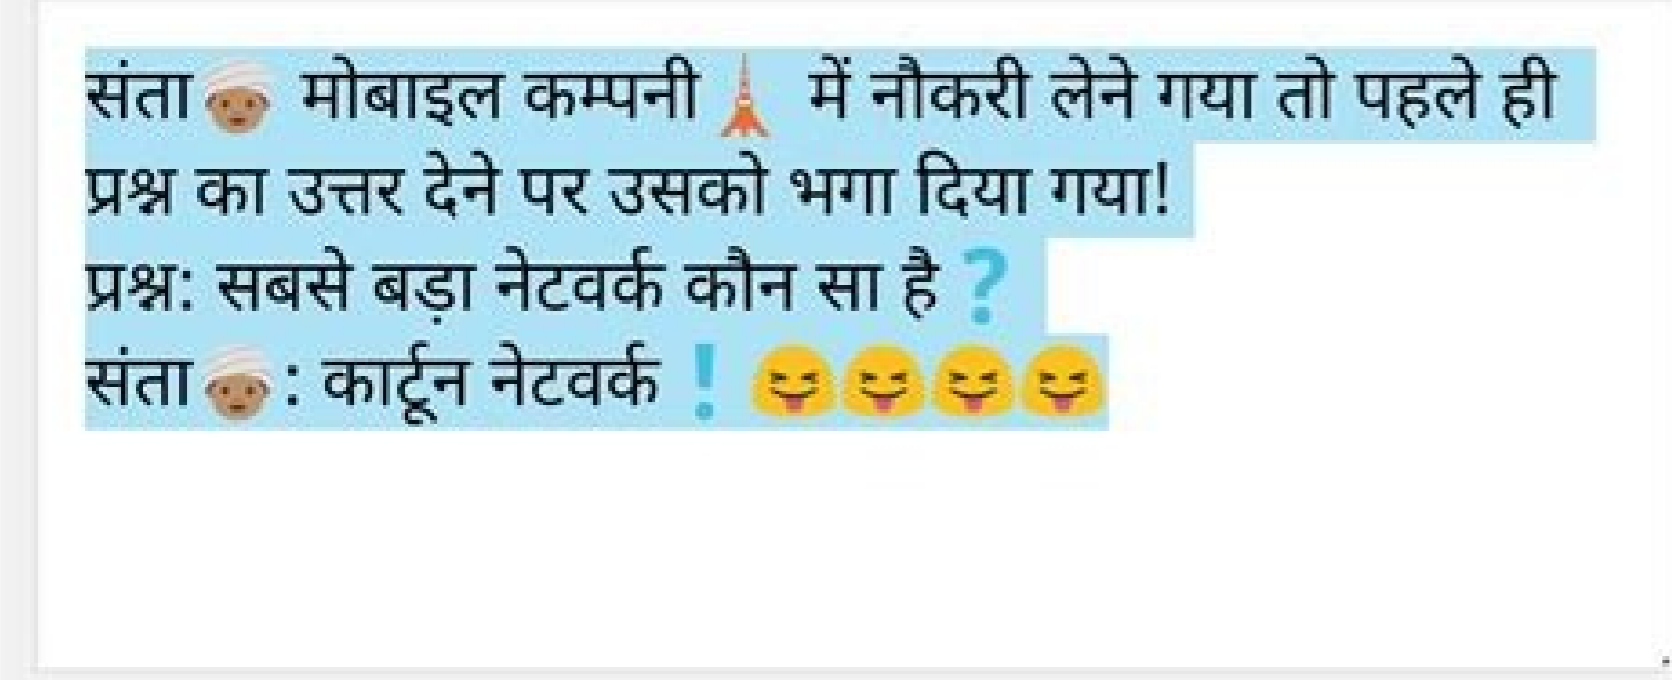 संता👳🏽 मोबाइल कम्पनी🗼 में नौकरी लेने गया तो पहले ही
प्रश्न का उत्तर देने पर उसको भगा दिया गया!
प्रश्न: सबसे बड़ा नेटवर्क कौन सा है❓
संता👳🏽: कार्टून नेटवर्क❗😝😝😝😝